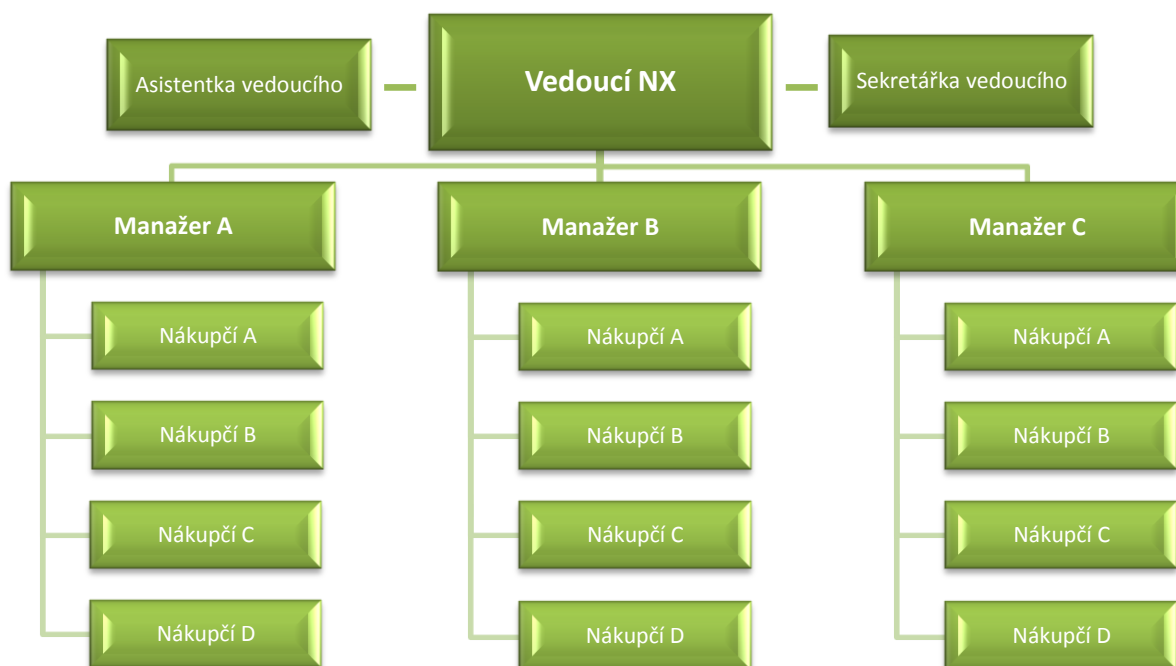 Asistentka vedoucího
Vedoucí NX
Sekretářka vedoucího
Manažer A
Manažer B
Manažer C
Nákupčí A
Nákupčí A
Nákupčí A
Nákupčí B
Nákupčí B
Nákupčí B
Nákupčí C
Nákupčí C
Nákupčí C
Nákupčí D
Nákupčí D
Nákupčí D